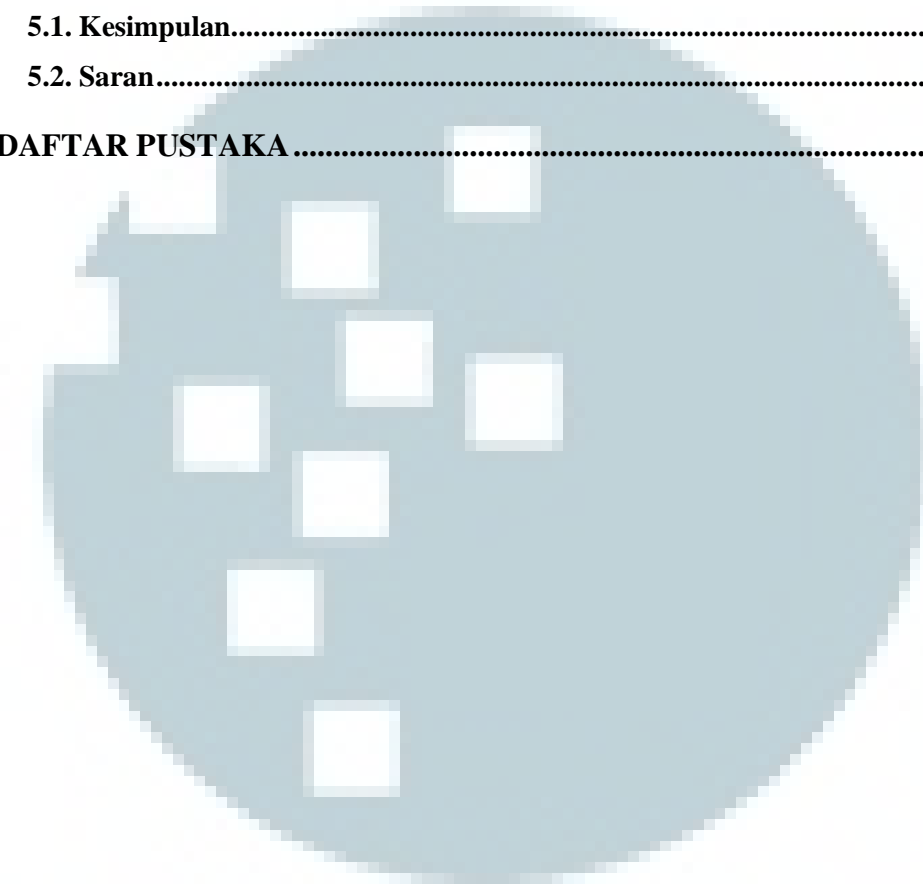 5.1. Kesimpulan..............................................................................................
5.2. Saran..........................................................................................................
DAFTAR PUSTAKA ...................................................................................